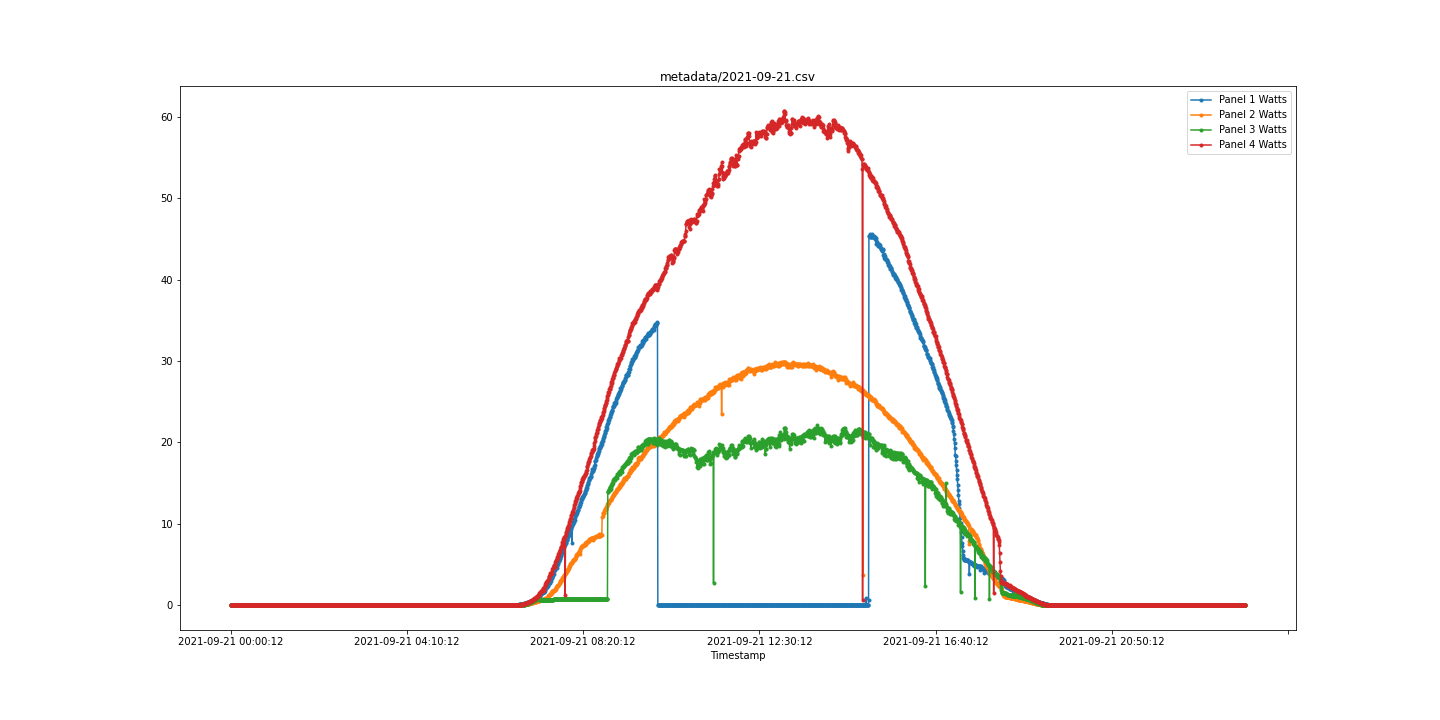 metadata/2021-09-21.csv
Panel 1 Watts
Panel 2 Watts
Panel 3 Watts
Panel 4 Watts
60
50
40
30
20
10
0
2021-09-21 00:00:12 2021-09-21 04:10:12 2021-09-21 08:20:12 2021-09-21 12:30:12 2021-09-21 16:40:12 2021-09-21 20:50:12
Timestamp